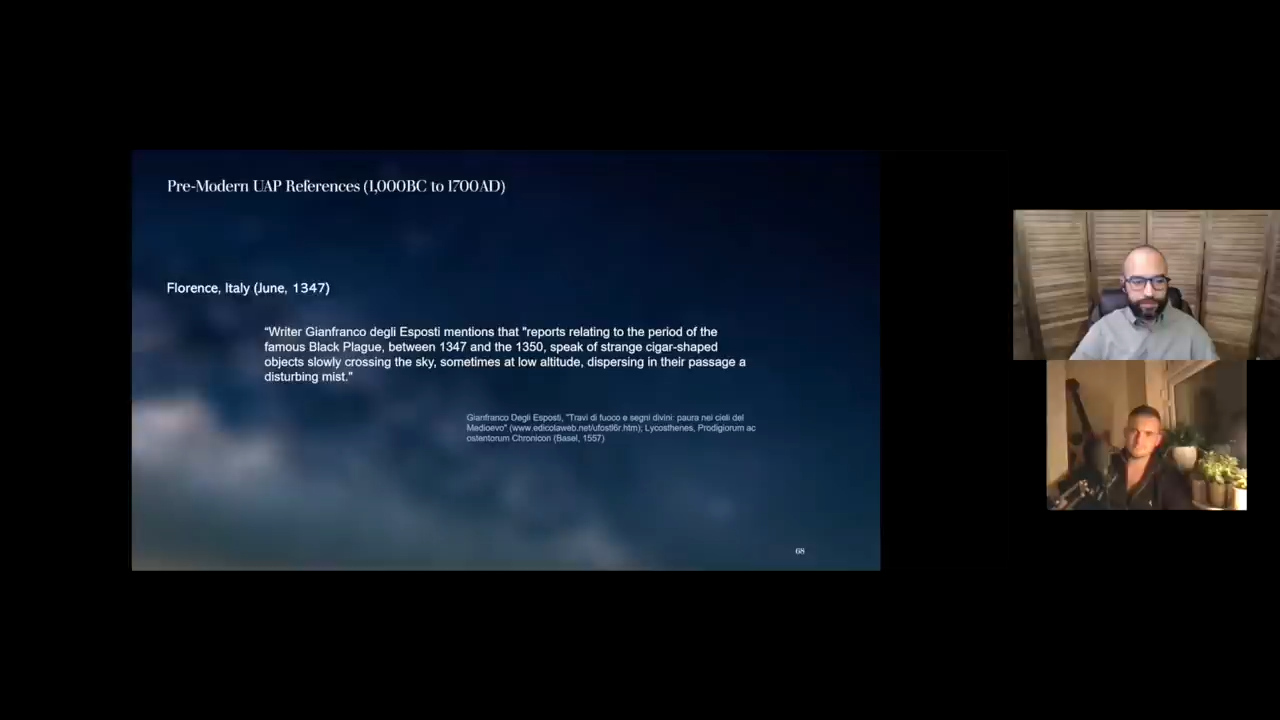 Pre-Modern UAP References (1,000BC to 1700AD)
Florence, Italy (June, 1347)
“Writer Gianfranco degli Esposti mentions that "reports relating to the period of the
famous Black Plague, between 1347 and the 1350, speak of strange cigar-shaped
objects slowly crossing the sky, sometimes at low altitude, dispersing in their passage a
disturbing mist.”
Gianfranco Degli Esposti, "Travi di fuoco e segni divini: paura nei cieli del
Medioevo" (www.edicolaweb.net/ufost6r.htm); Lycosthenes, Prodigiorum ac
ostentorum Chronicon (Basel, 1557)
68